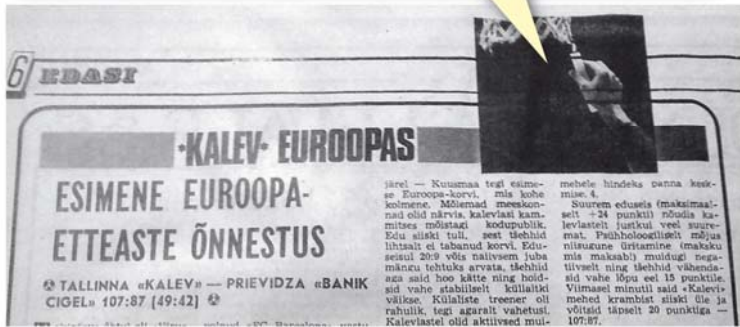 6 EDASI
•KALEV• EUROOPAS
ESIMENE EUROOPA-
ETTEASTE ÕNNESTUS
TALLINNA «KALEV» — PRIEVIDZA «BANIK
CIGEL» 107:87 [49:42]
järel — Kuusmaa tegi esime-
se Europa-korvi, mis kohe
kolmene. Mõlemad meeskon-
nad olid närvis, kalevlasi kam-
mitses mõistagi kodupublik.
Edu siiski tuli, sest tšehhid
lihtsalt ei tabanud korvi. Edu-
seisul 20:9 võis naiivsem juba
mängu tehtuks arvata, tšehhid
aga said hoo kätte ning hoid-
sid vahe stabiilselt küllaltki
väikse. Külaliste treener oli
rahulik, tegi agaralt vahetusi.
Kalevlastel olid aktiivsed mul-
mehele hindeks panna kesk-
mise, 4.
Suurem eduseis (maksimaal-
selt +24 punkti) nõudis ka-
levlastelt justkui veel suure-
mat. Psühholoogiliselt mõjus
niisugune üritamine (maksku
mis maksab) muidugi nega-
tiivselt ning tšehhid vähenda-
sid vahe lõpu eel 15 punktile.
Viimasel minutil said «Kalevi»
mehed krambist siiski üle ja
võitsid täpselt 20 punktiga —
107:87.